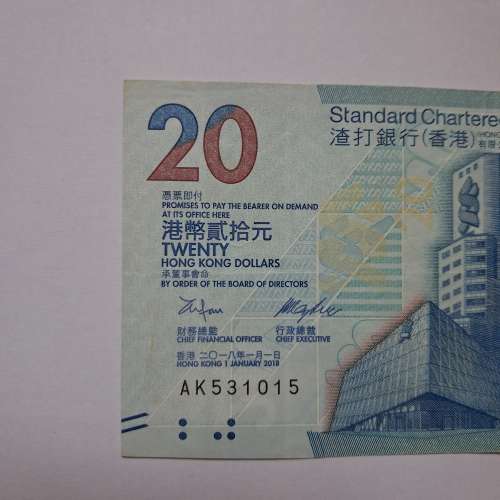 20
Standard Chartered
渣打銀行(香港)
憑票即付
PROMISES TO PAY THE BEARER ON DEMAND
AT ITS OFFICE HERE
港幣貳拾元
TWENTY
HONG KONG DOLLARS
承董事會命
BY ORDER OF THE BOARD OF DIRECTORS
財務總監 行政總裁
CHIEF FINANCIAL OFFICER CHIEF EXECUTIVE
香港 二〇一八年一月一日
HONG KONG 1 JANUARY 2018
AK531015